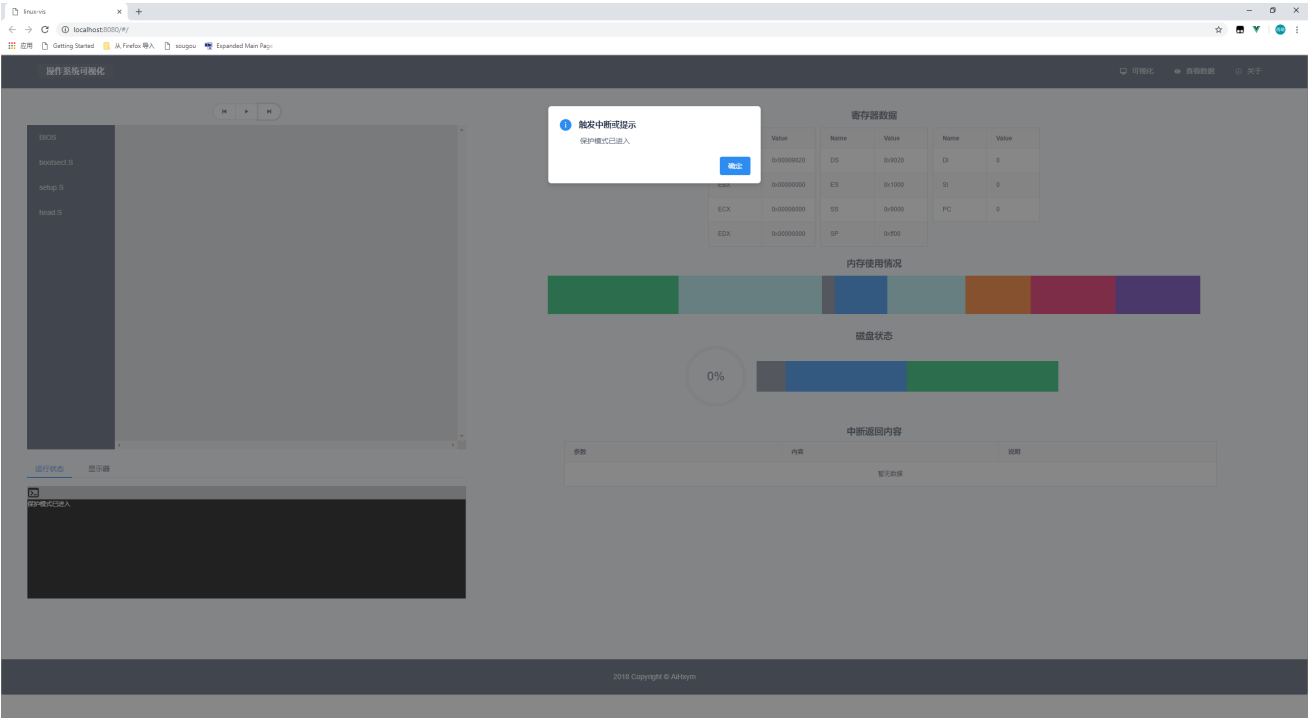 linux-vis
localhost:8080/#/
应用 Getting Started 从 Firefox 导入 sougou Expanded Main Page
操作系统可视化 可视化 查看数据 关于
触发中断或提示
保护模式已进入
确定
寄存器数据
Value Name Value Name Value
0x00009020 DS 0x9020 DI 0
EBX 0x00000000 ES 0x1000 SI 0
ECX 0x00006000 SS 0x9000 PC 0
EDX 0x00000000 SP 0xff00
BIOS
bootsect.S
setup.S
head.S
内存使用情况
磁盘状态
0%
中断返回内容
参数 内容 说明
暂无数据
运行状态 显示器
保护模式已进入
2018 Copyright © AiHxym